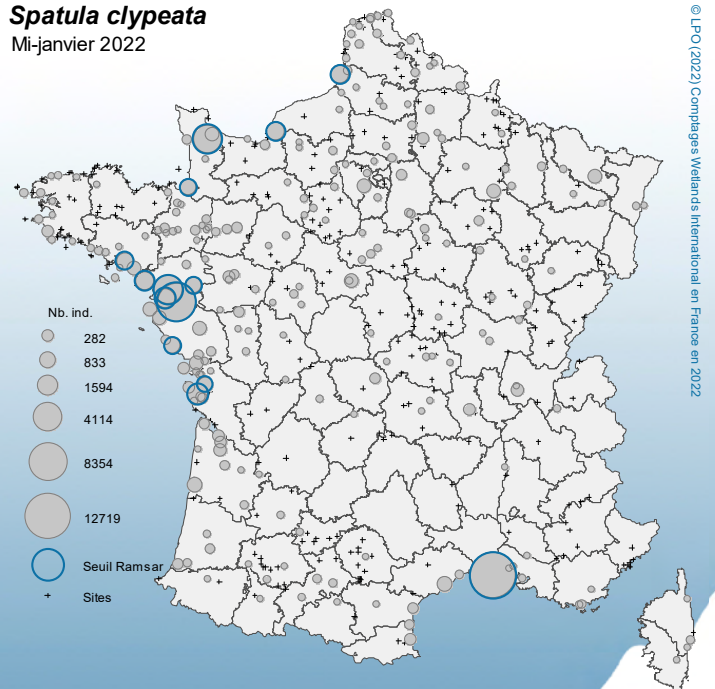 Spatula clypeata
Mi-janvier 2022
© LPO (2022) Comptages Wetlands International en France en 2022
Nb. ind.
282
833
1594
4114
8354
12719
Seuil Ramsar
Sites